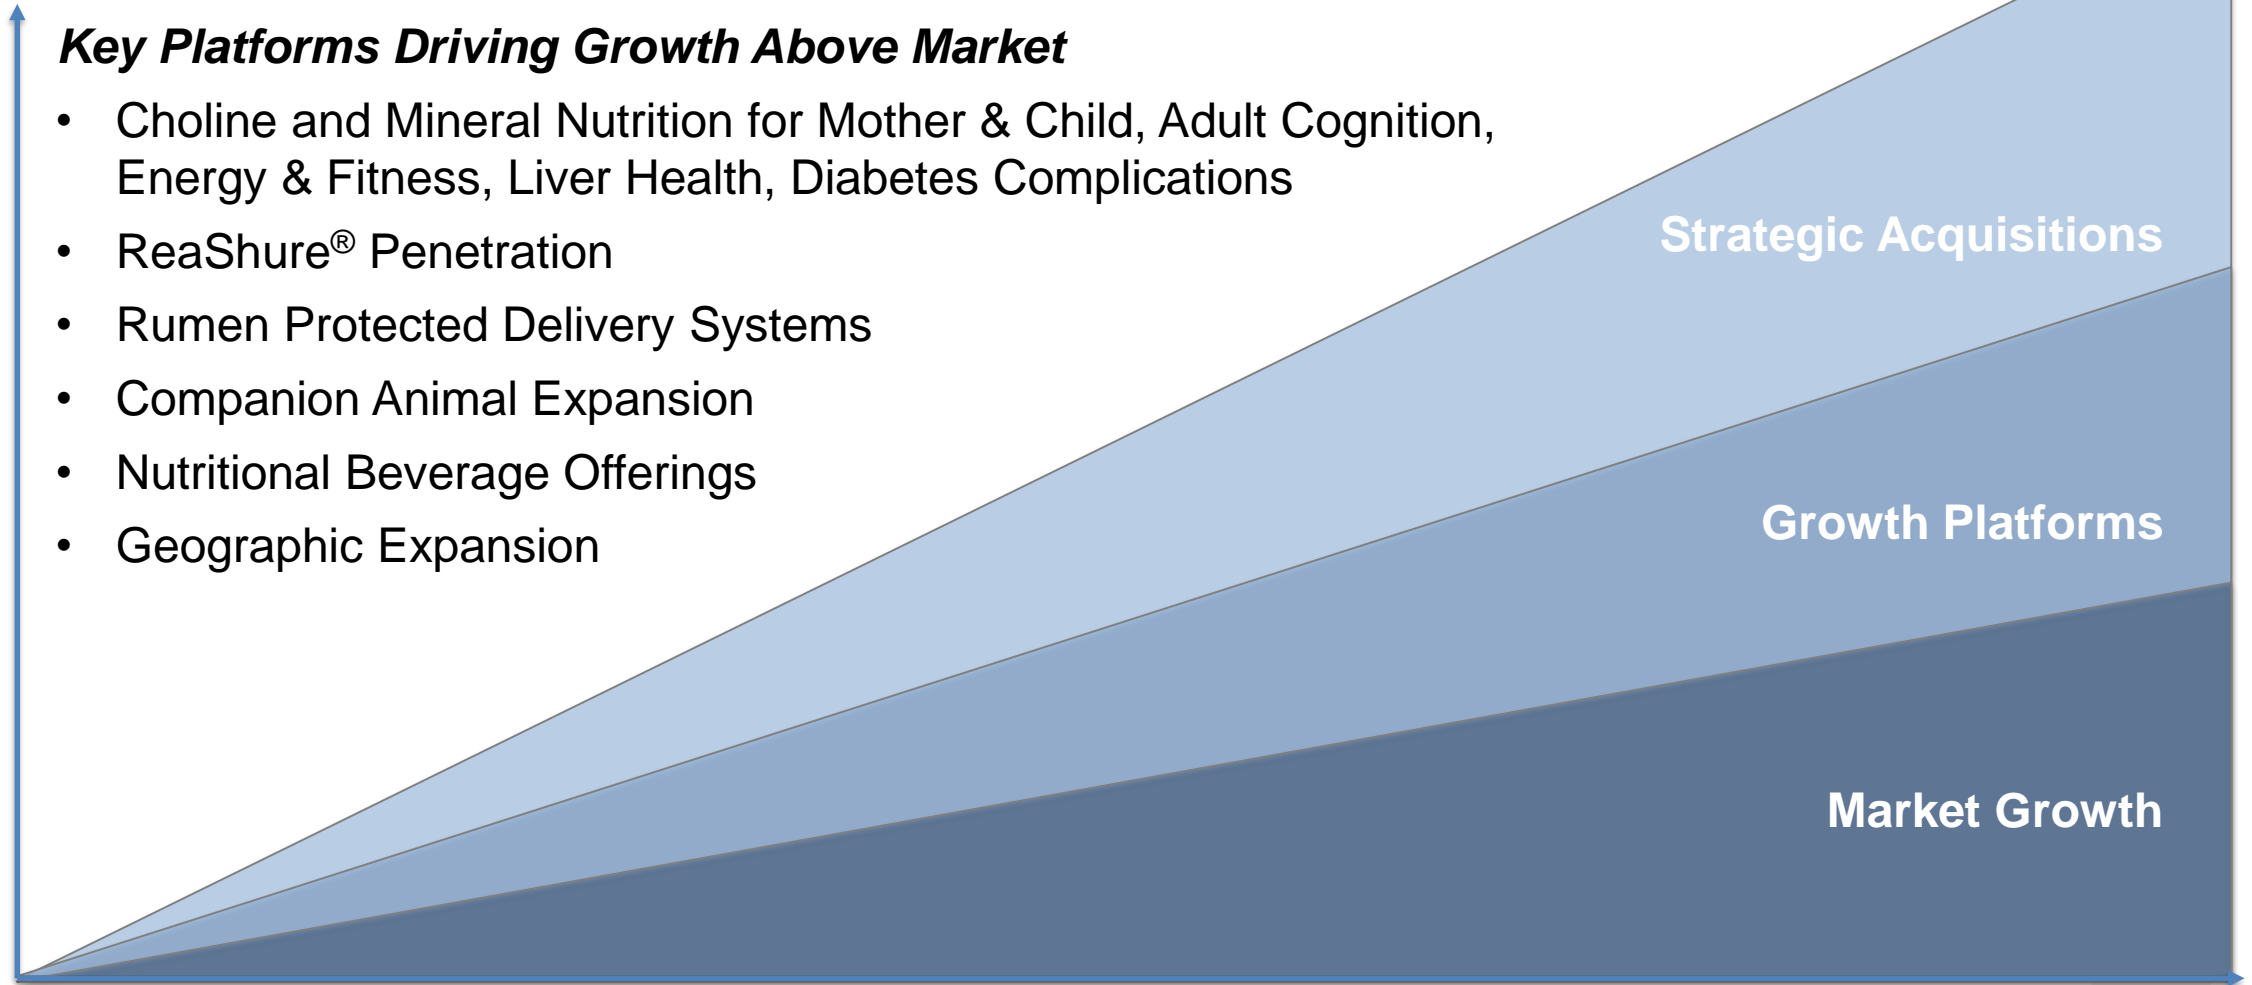 Key Platforms Driving Growth Above Market
• Choline and Mineral Nutrition for Mother & Child, Adult Cognition,
Energy & Fitness, Liver Health, Diabetes Complications
• ReaShure® Penetration
• Rumen Protected Delivery Systems
• Companion Animal Expansion
• Nutritional Beverage Offerings
• Geographic Expansion
Strategic Acquisitions
Growth Platforms
Market Growth